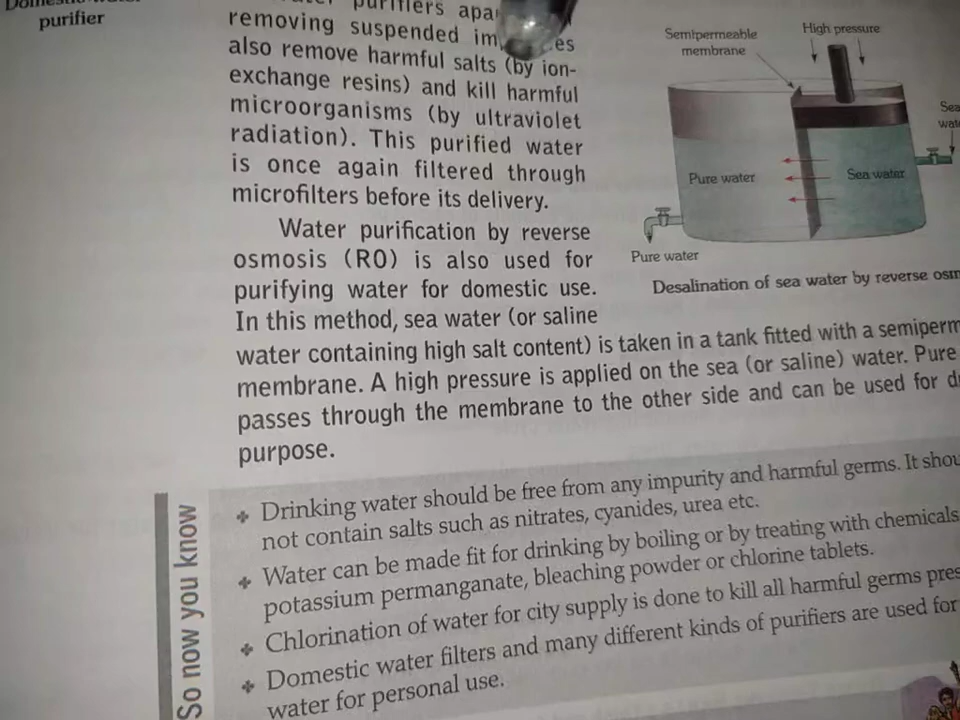 purifier
purifiers
removing suspended
also remove harmful salts (by ion-
exchange resins) and kill harmful
microorganisms (by ultraviolet
radiation). This purified water
is once again filtered through
microfilters before its delivery.
Water purification by reverse
osmosis (RO) is also used for
purifying water for domestic use.
In this method, sea water (or saline
water containing high salt content) is taken in a tank fitted with a
membrane. A high pressure is applied on the sea (or saline) water. Pure
passes through the membrane to the other side and can be used for
purpose.
Semipermeable
membrane
High pressure
Pure water
Sea water
Pure water
Desalination of sea water by reverse
So now you know
✤ Drinking water should be free from any impurity and harmful germs. It
not contain salts such as nitrates, cyanides, urea etc.
✤ Water can be made fit for drinking by boiling or by treating with chemicals
potassium permanganate, bleaching powder or chlorine tablets.
✤ Chlorination of water for city supply is done to kill all harmful germs
✤ Domestic water filters and many different kinds of purifiers are used for
water for personal use.